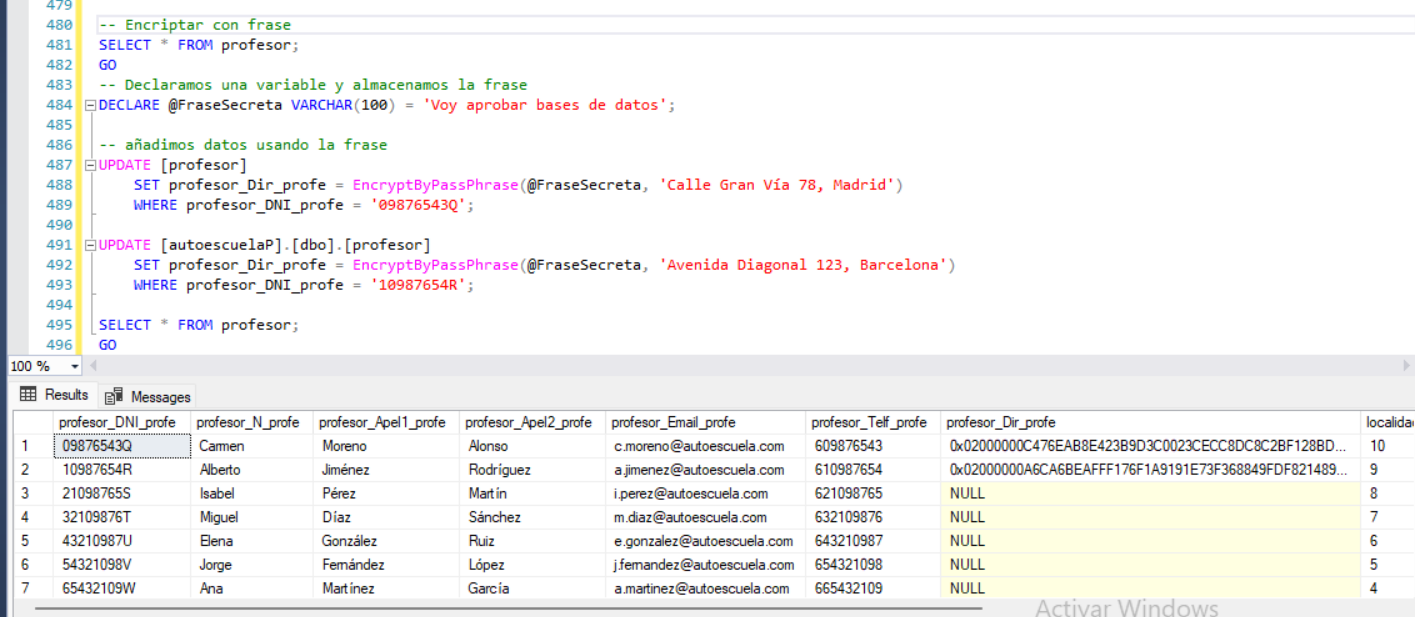 479
480 -- Encriptar con frase
481 SELECT * FROM profesor;
482 GO
483 -- Declaramos una variable y almacenamos la frase
484 DECLARE @FraseSecreta VARCHAR(100) = 'Voy aprobar bases de datos';
485
486 -- añadimos datos usando la frase
487 UPDATE [profesor]
488 SET profesor_Dir_profe = EncryptByPassPhrase(@FraseSecreta, 'Calle Gran Vía 78, Madrid')
489 WHERE profesor_DNI_profe = '09876543Q';
490
491 UPDATE [autoescuelaP].[dbo].[profesor]
492 SET profesor_Dir_profe = EncryptByPassPhrase(@FraseSecreta, 'Avenida Diagonal 123, Barcelona')
493 WHERE profesor_DNI_profe = '10987654R';
494
495 SELECT * FROM profesor;
496 GO
100 %
Results Messages
profesor_DNI_profe profesor_N_profe profesor_Apel1_profe profesor_Apel2_profe profesor_Email_profe profesor_Telf_profe profesor_Dir_profe localidad
1 09876543Q Carmen Moreno Alonso c.moreno@autoescuela.com 609876543 0x02000000C476EAB8E423B9D3C0023CECC8DC8C2BF128BD... 10
2 10987654R Alberto Jiménez Rodríguez a.jimenez@autoescuela.com 610987654 0x02000000A6CA6BEAFFF176F1A9191E73F368849FDF821489... 9
3 21098765S Isabel Pérez Martín i.perez@autoescuela.com 621098765 NULL 8
4 32109876T Miguel Díaz Sánchez m.diaz@autoescuela.com 632109876 NULL 7
5 43210987U Elena González Ruiz e.gonzalez@autoescuela.com 643210987 NULL 6
6 54321098V Jorge Fernández López j.fernandez@autoescuela.com 654321098 NULL 5
7 65432109W Ana Martínez García a.martinez@autoescuela.com 665432109 NULL 4
Activar Windows